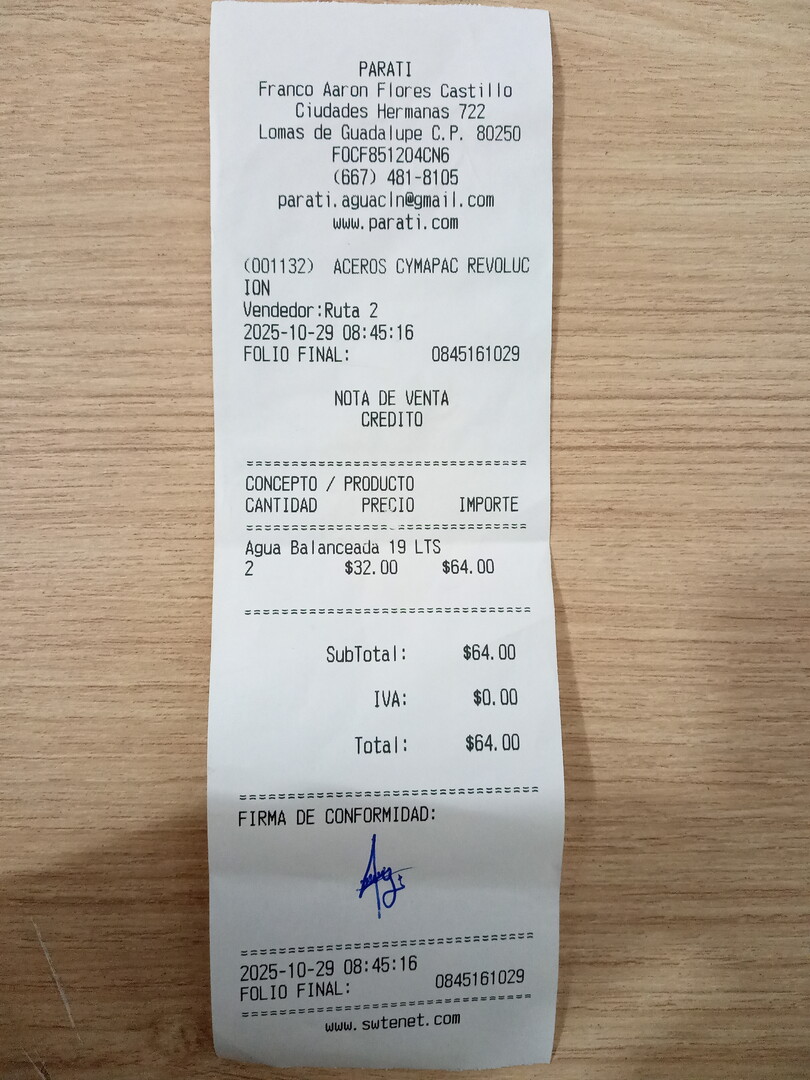 PARATI
Franco Aaron Flores Castillo
Ciudades Hermanas 722
Lomas de Guadalupe C.P. 80250
FOCF851204CN6
(667) 481-8105
parati.aguacln@gmail.com
www.parati.com
(001132) ACEROS CYMAPAC REVOLUC
ION
Vendedor:Ruta 2
2025-10-29 08:45:16
FOLIO FINAL: 0845161029
NOTA DE VENTA
CREDITO
==============================
CONCEPTO / PRODUCTO
CANTIDAD PRECIO IMPORTE
==============================
Agua Balanceada 19 LTS
2 $32.00 $64.00
==============================
SubTotal: $64.00
IVA: $0.00
Total: $64.00
==============================
FIRMA DE CONFORMIDAD:
==============================
2025-10-29 08:45:16
FOLIO FINAL: 0845161029
==============================
www.swtenet.com